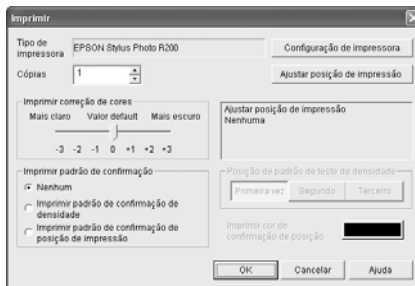 Imprimir
Tipo de impressora
EPSON Stylus Photo R200
Configuração de impressora
Cópias
1
Ajustar posição de impressão
Imprimir correção de cores
Mais claro Valor default Mais escuro
-3 -2 -1 0 +1 +2 +3
Ajustar posição de impressão
Nenhuma
Imprimir padrão de confirmação
Nenhum
Imprimir padrão de confirmação de
densidade
Imprimir padrão de confirmação de
posição de impressão
Posição de padrão de teste de densidade
Primeira vez Segundo Terceiro
Imprimir cor de
confirmação de posição
OK Cancelar Ajuda